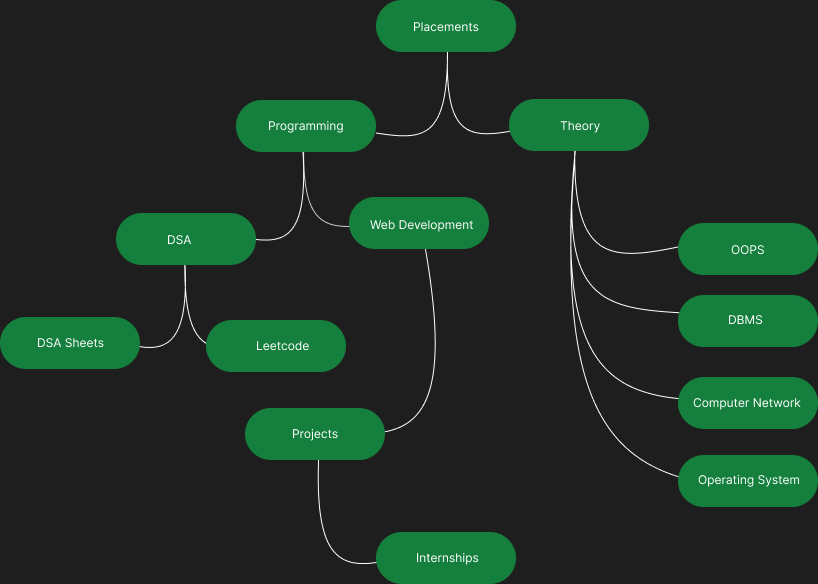 Placements
Programming
Theory
DSA
Web Development
OOPS
DBMS
DSA Sheets
Leetcode
Computer Network
Projects
Operating System
Internships